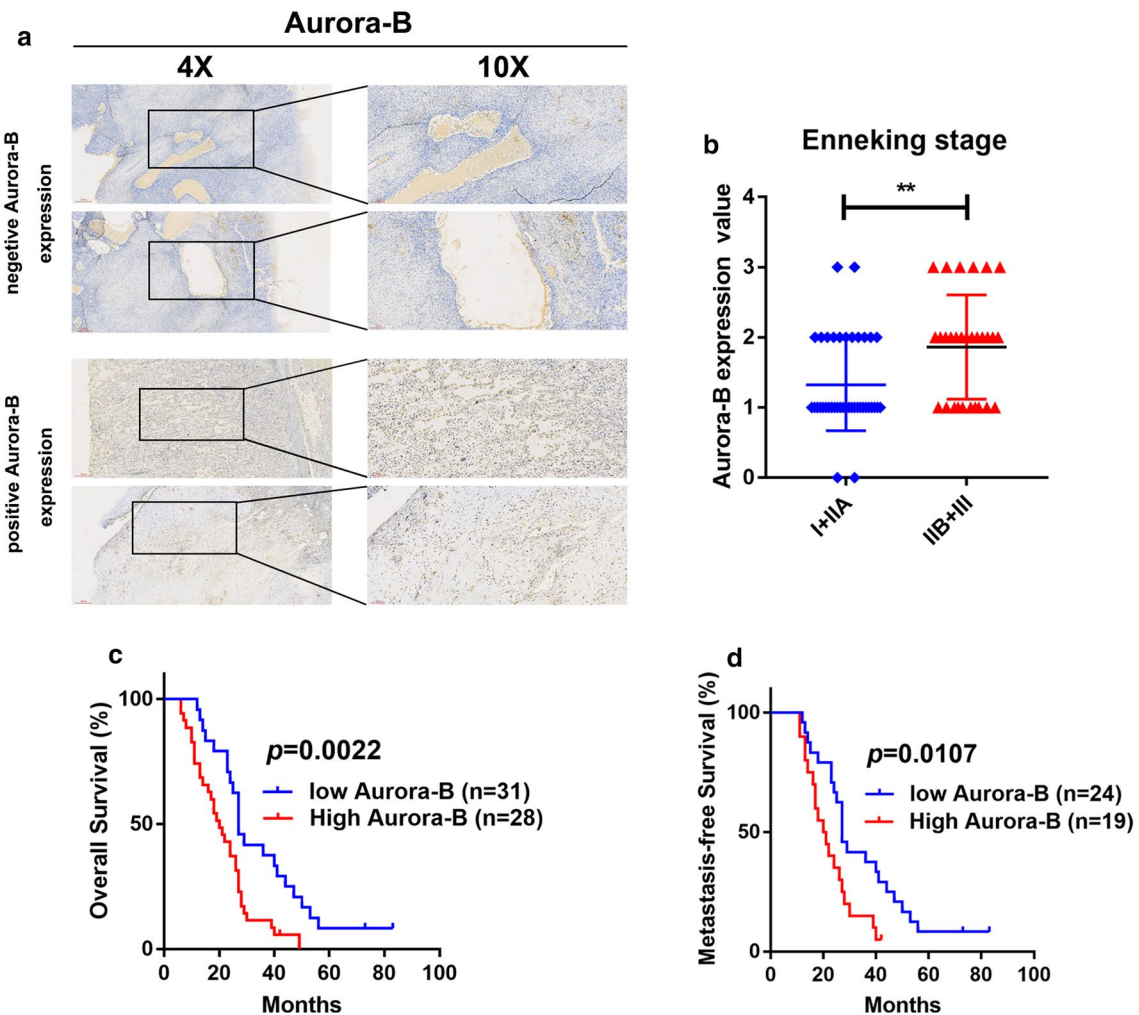 a
Aurora-B
4X 10X
negetive Aurora-B
expression
positive Aurora-B
expression
b
Enneking stage
**
Aurora-B expression value
4
3
2
1
0
I+IIA
IIB+III
c
Overall Survival (%)
100
50
0
p=0.0022
low Aurora-B (n=31)
High Aurora-B (n=28)
0 20 40 60 80 100
Months
d
Metastasis-free Survival (%)
100
50
0
p=0.0107
low Aurora-B (n=24)
High Aurora-B (n=19)
0 20 40 60 80 100
Months